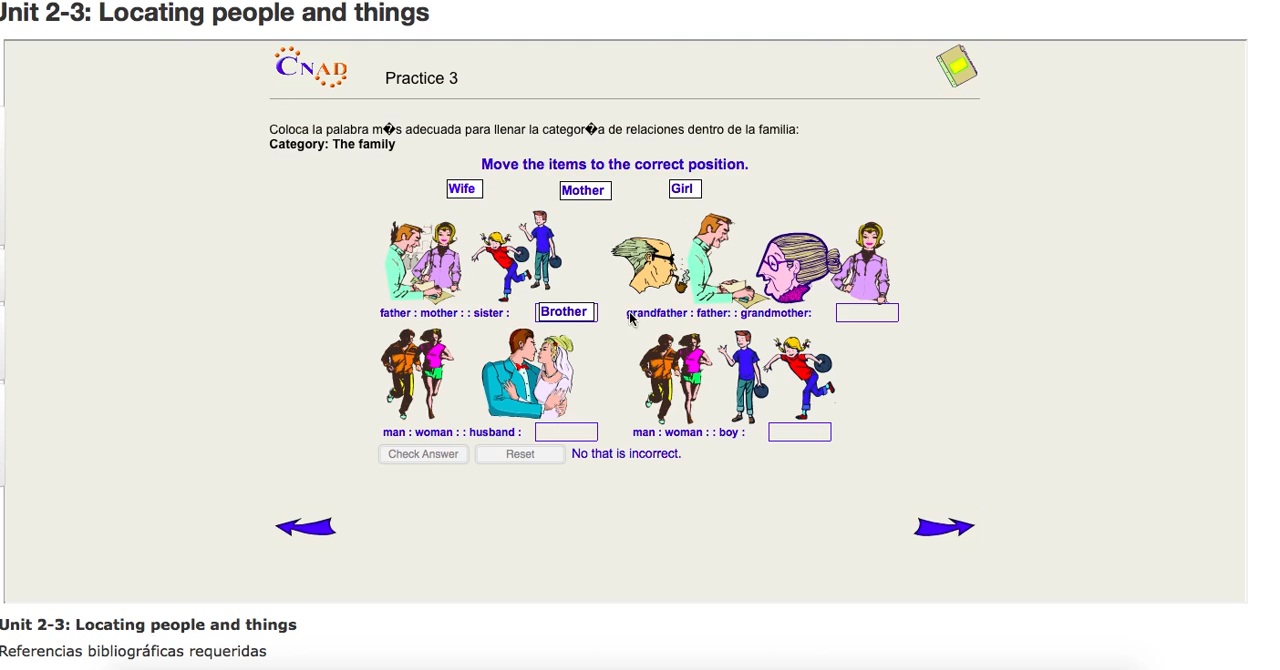 Unit 2-3: Locating people and things
CNAD
Practice 3
Coloca la palabra m�s adecuada para llenar la categor�a de relaciones dentro de la familia:
Category: The family
Move the items to the correct position.
Wife Mother Girl
father : mother : : sister : Brother
grandfather : father: : grandmother:
man : woman : : husband :
man : woman : : boy :
Check Answer Reset No that is incorrect.
Unit 2-3: Locating people and things
Referencias bibliográficas requeridas